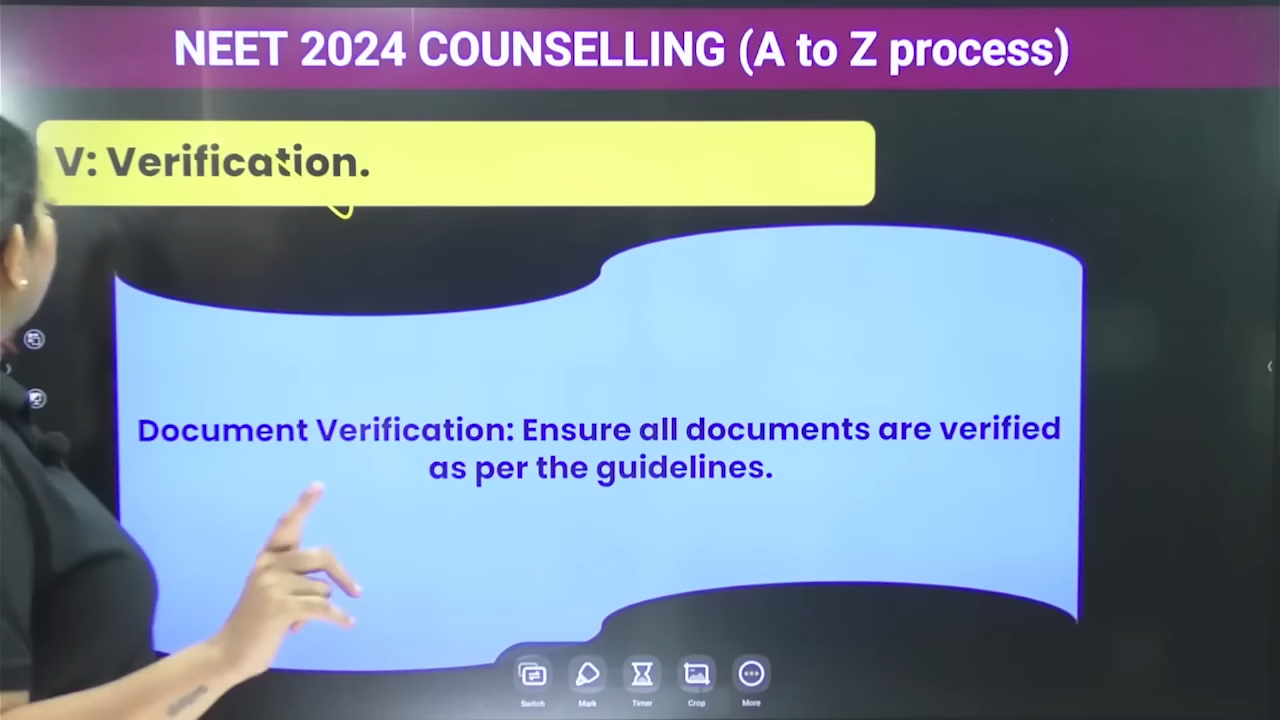 NEET 2024 COUNSELLING (A to Z process)
V: Verification.
Document Verification: Ensure all documents are verified
as per the guidelines.
Switch
Mark
Timer
Crop
More